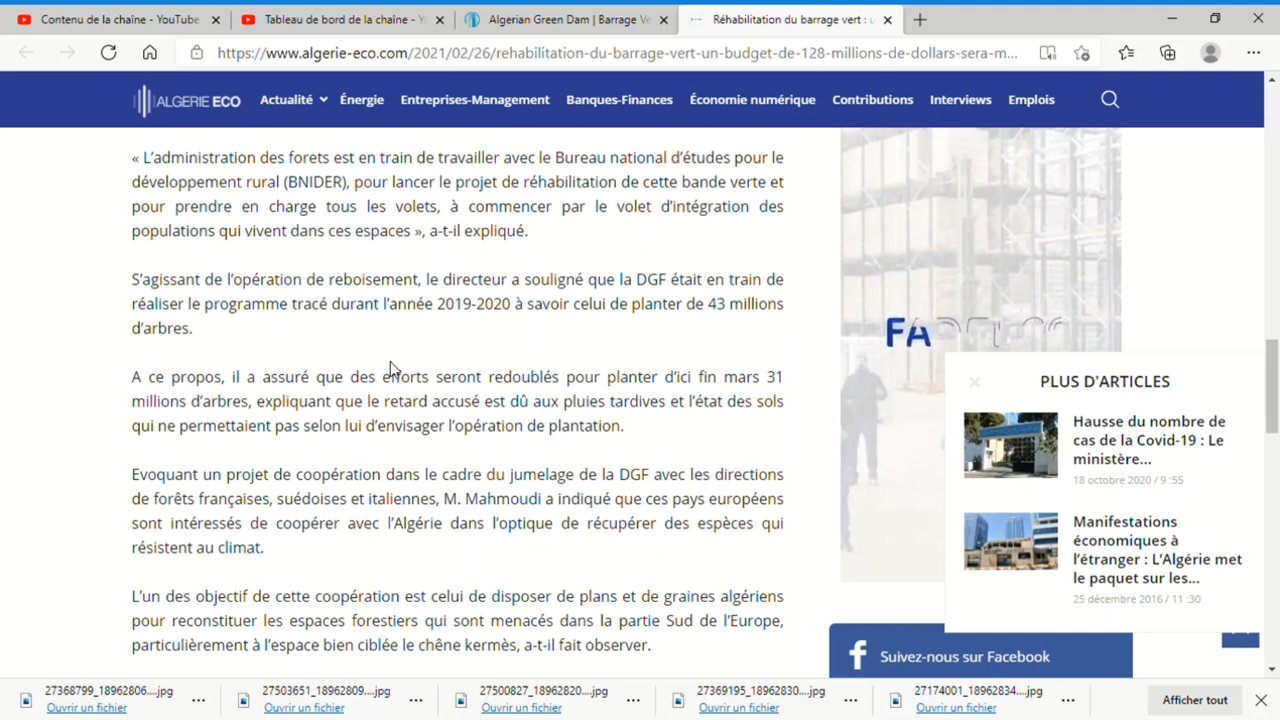 Contenu de la chaîne - YouTube
Tableau de bord de la chaîne - Y
Algerian Green Dam | Barrage Ve
Réhabilitation du barrage vert : u
https://www.algerie-eco.com/2021/02/26/rehabilitation-du-barrage-vert-un-budget-de-128-millions-de-dollars-sera-m...
ALGERIE ECO
Actualité
Énergie
Entreprises-Management
Banques-Finances
Économie numérique
Contributions
Interviews
Emplois
« L’administration des forets est en train de travailler avec le Bureau national d’études pour le
développement rural (BNIDER), pour lancer le projet de réhabilitation de cette bande verte et
pour prendre en charge tous les volets, à commencer par le volet d’intégration des
populations qui vivent dans ces espaces », a-t-il expliqué.
S’agissant de l’opération de reboisement, le directeur a souligné que la DGF était en train de
réaliser le programme tracé durant l’année 2019-2020 à savoir celui de planter de 43 millions
d’arbres.
A ce propos, il a assuré que des efforts seront redoublés pour planter d’ici fin mars 31
millions d’arbres, expliquant que le retard accusé est dû aux pluies tardives et l’état des sols
qui ne permettaient pas selon lui d’envisager l’opération de plantation.
Evoquant un projet de coopération dans le cadre du jumelage de la DGF avec les directions
de forêts françaises, suédoises et italiennes, M. Mahmoudi a indiqué que ces pays européens
sont intéressés de coopérer avec l’Algérie dans l’optique de récupérer des espèces qui
résistent au climat.
L’un des objectif de cette coopération est celui de disposer de plans et de graines algériens
pour reconstituer les espaces forestiers qui sont menacés dans la partie Sud de l’Europe,
particulièrement à l’espace bien ciblée le chêne kermès, a-t-il fait observer.
PLUS D'ARTICLES
Hausse du nombre de
cas de la Covid-19 : Le
ministère...
18 octobre 2020 / 9 :55
Manifestations
économiques à
l’étranger : L’Algérie met
le paquet sur les...
25 décembre 2016 / 11 :30
Suivez-nous sur Facebook
27368799_18962806....jpg
Ouvrir un fichier
27503651_18962809....jpg
Ouvrir un fichier
27500827_18962820....jpg
Ouvrir un fichier
27369195_18962830....jpg
Ouvrir un fichier
27174001_18962834....jpg
Ouvrir un fichier
Afficher tout